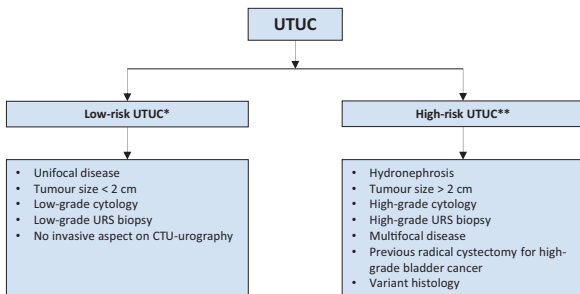 UTUC
Low-risk UTUC*
High-risk UTUC**
• Unifocal disease
• Tumour size < 2 cm
• Low-grade cytology
• Low-grade URS biopsy
• No invasive aspect on CTU-urography
• Hydronephrosis
• Tumour size > 2 cm
• High-grade cytology
• High-grade URS biopsy
• Multifocal disease
• Previous radical cystectomy for high-
grade bladder cancer
• Variant histology